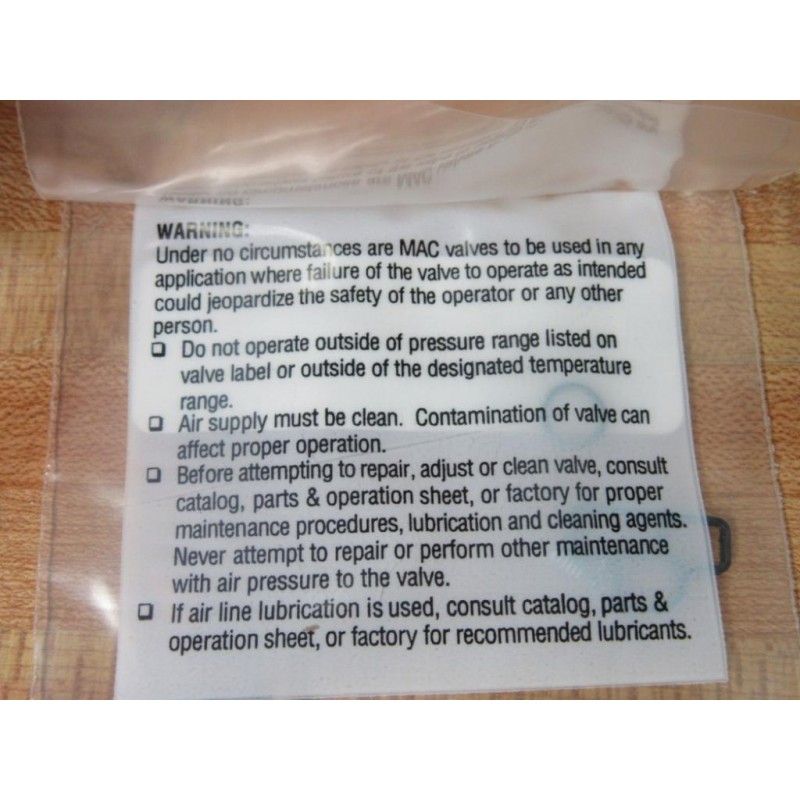 WARNING:
WARNING:
Under no circumstances are MAC valves to be used in any
application where failure of the valve to operate as intended
could jeopardize the safety of the operator or any other
person.
❑ Do not operate outside of pressure range listed on
valve label or outside of the designated temperature
range.
❑ Air supply must be clean. Contamination of valve can
affect proper operation.
❑ Before attempting to repair, adjust or clean valve, consult
catalog, parts & operation sheet, or factory for proper
maintenance procedures, lubrication and cleaning agents.
Never attempt to repair or perform other maintenance
with air pressure to the valve.
❑ If air line lubrication is used, consult catalog, parts &
operation sheet, or factory for recommended lubricants.